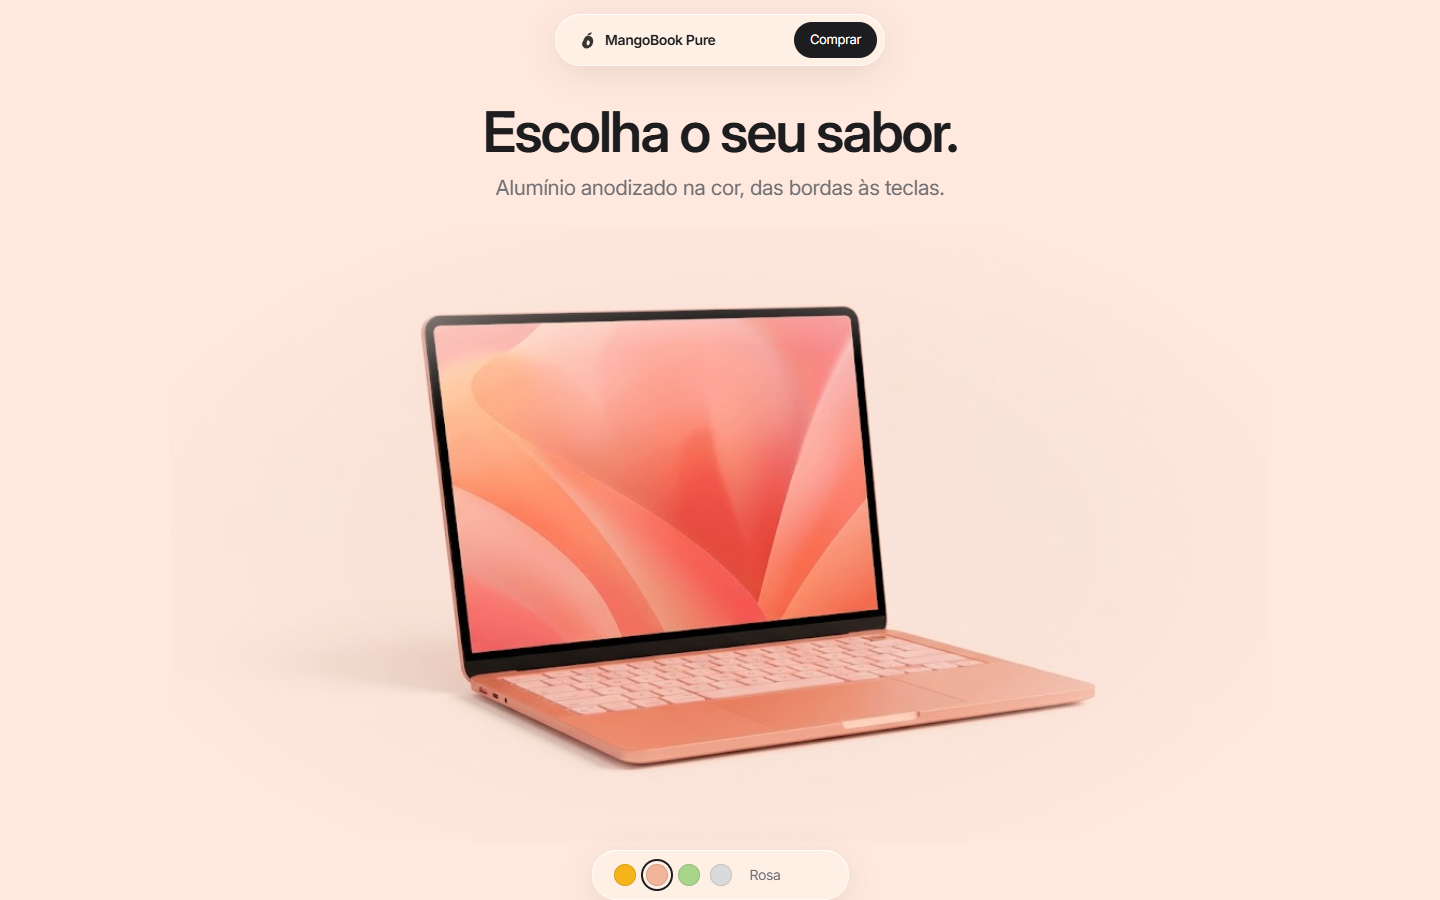 MangoBook Pure
Comprar
Escolha o seu sabor.
Alumínio anodizado na cor, das bordas às teclas.
Rosa